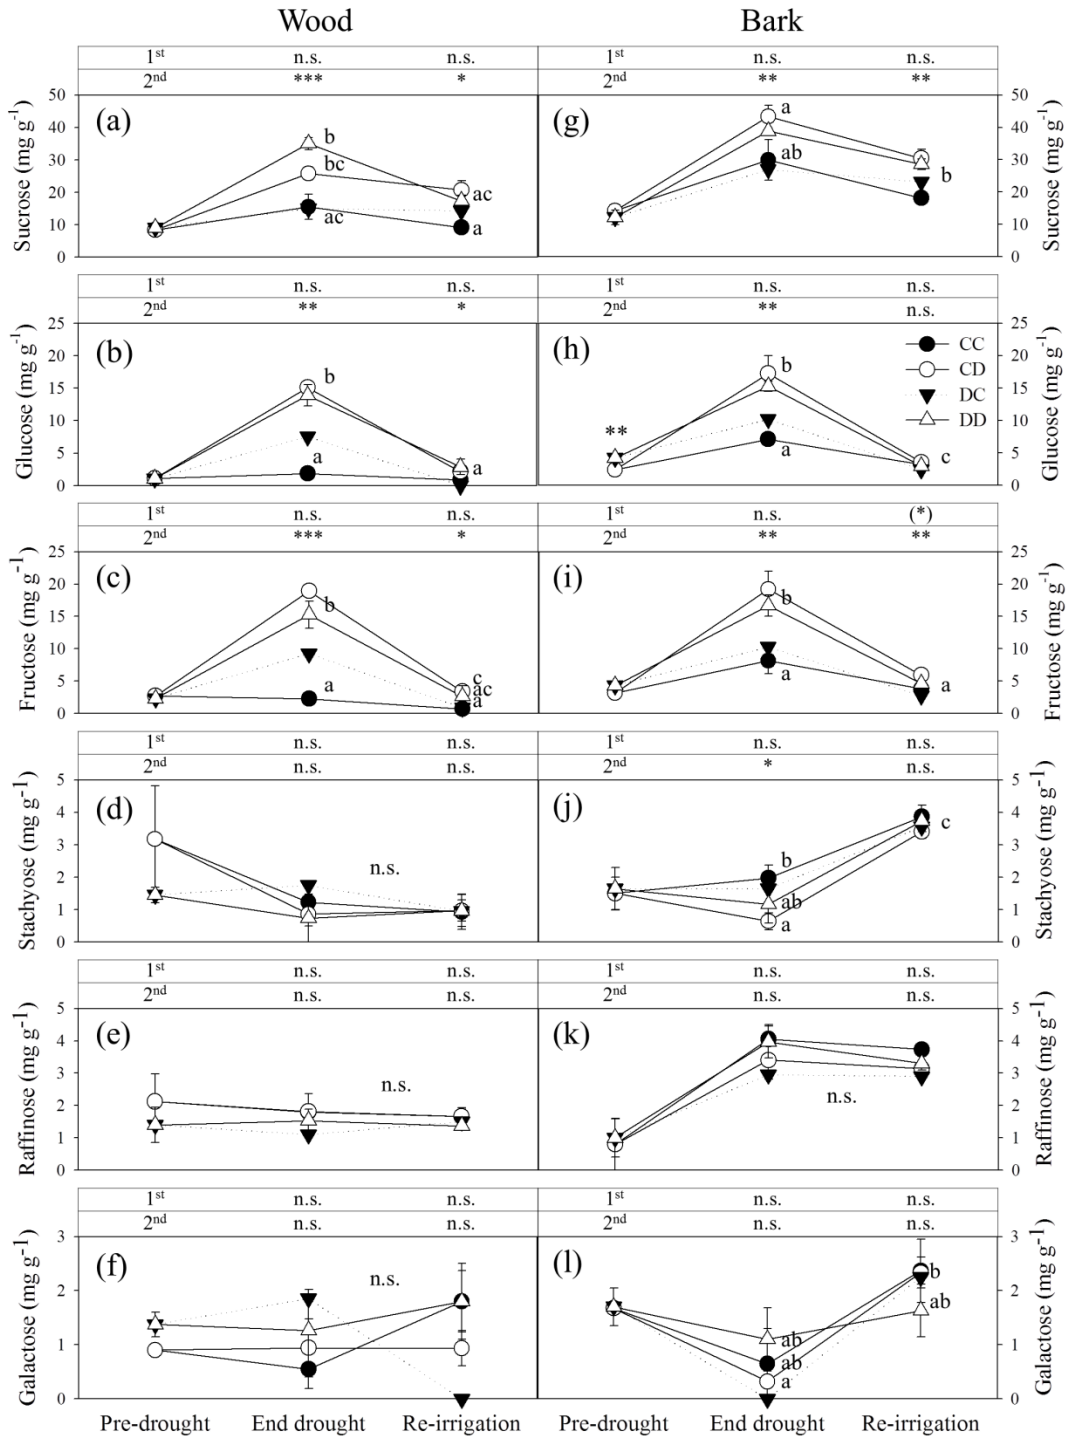 Wood Bark
1st n.s. n.s. 1st n.s. n.s.
2nd *** * 2nd ** **
(a) (g)
Sucrose (mg g-1)
50
40
30
20
10
0
b
bc
ac
ac
a
a
ab
b
50
40
30
20
10
0
Sucrose (mg g-1)
1st n.s. n.s. 1st n.s. n.s.
2nd ** * 2nd ** n.s.
(b) (h)
Glucose (mg g-1)
25
20
15
10
5
0
b
a
a
**
b
a
c
CC
CD
DC
DD
25
20
15
10
5
0
Glucose (mg g-1)
1st n.s. n.s. 1st n.s. (*)
2nd *** * 2nd ** **
(c) (i)
Fructose (mg g-1)
25
20
15
10
5
0
b
a
c
ac
a
b
a
a
25
20
15
10
5
0
Fructose (mg g-1)
1st n.s. n.s. 1st n.s. n.s.
2nd n.s. n.s. 2nd * n.s.
(d) (j)
Stachyose (mg g-1)
5
4
3
2
1
0
n.s.
b
ab
a
c
5
4
3
2
1
0
Stachyose (mg g-1)
1st n.s. n.s. 1st n.s. n.s.
2nd n.s. n.s. 2nd n.s. n.s.
(e) (k)
Raffinose (mg g-1)
5
4
3
2
1
0
n.s.
n.s.
5
4
3
2
1
0
Raffinose (mg g-1)
1st n.s. n.s. 1st n.s. n.s.
2nd n.s. n.s. 2nd n.s. n.s.
(f) (l)
Galactose (mg g-1)
3
2
1
0
n.s.
ab
ab
a
b
ab
3
2
1
0
Galactose (mg g-1)
Pre-drought End drought Re-irrigation Pre-drought End drought Re-irrigation